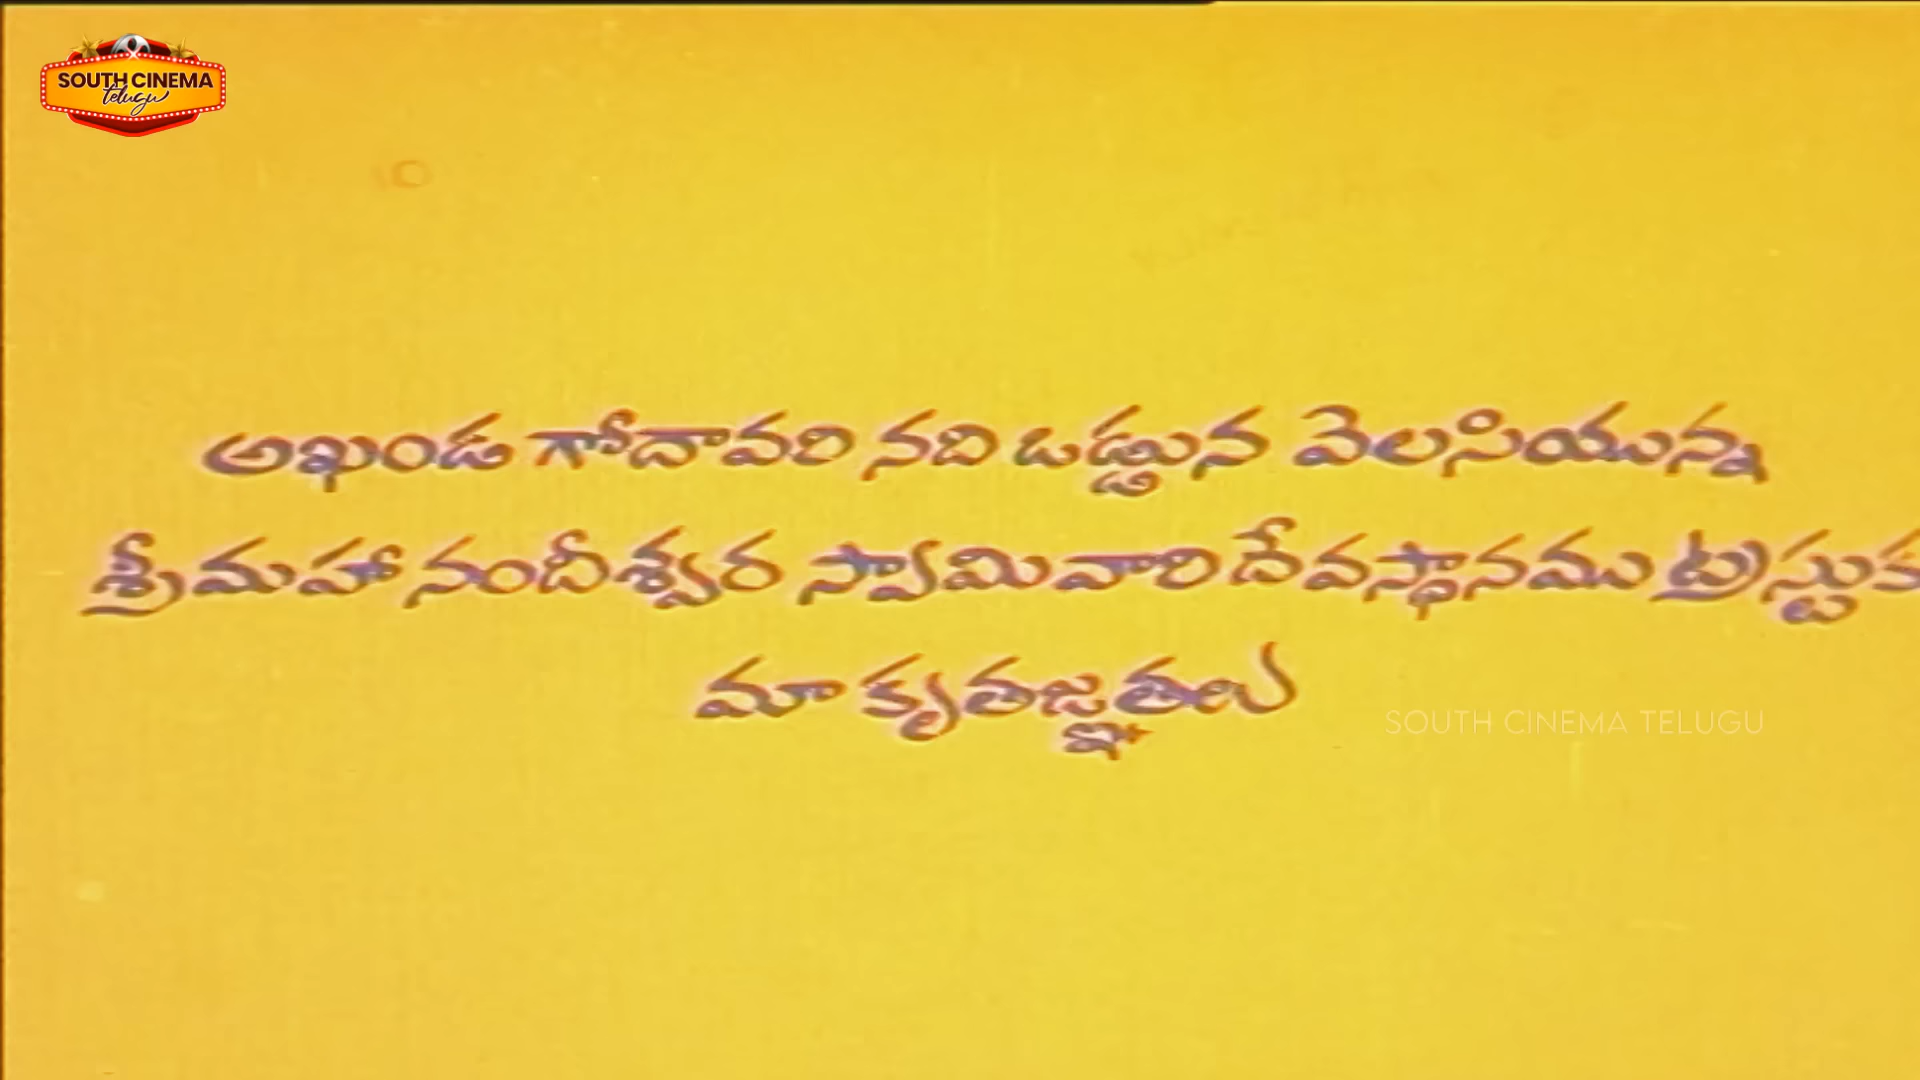 SOUTH CINEMA
telugu
అఖండ గోదావరి నది ఒడ్డున వెలసియున్న
శ్రీ మహా నందీశ్వర స్వామివారి దేవస్థానము ట్రస్టుక
మా కృతజ్ఞతలు
SOUTH CINEMA TELUGU